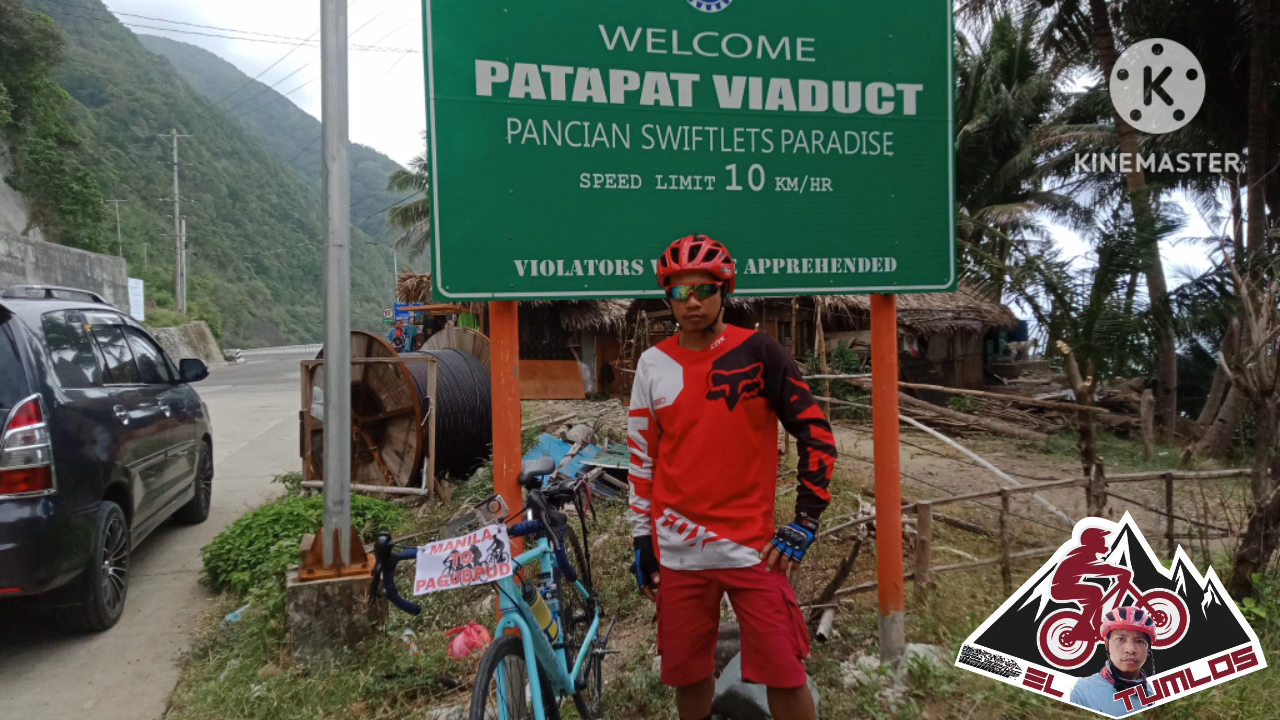 WELCOME
PATAPAT VIADUCT
PANCIAN SWIFTLETS PARADISE
SPEED LIMIT 10 KM/HR
VIOLATORS APPREHENDED
K
KINEMASTER
FOX
MANILA
TO
PAGUDPUD
EL TUMLOS